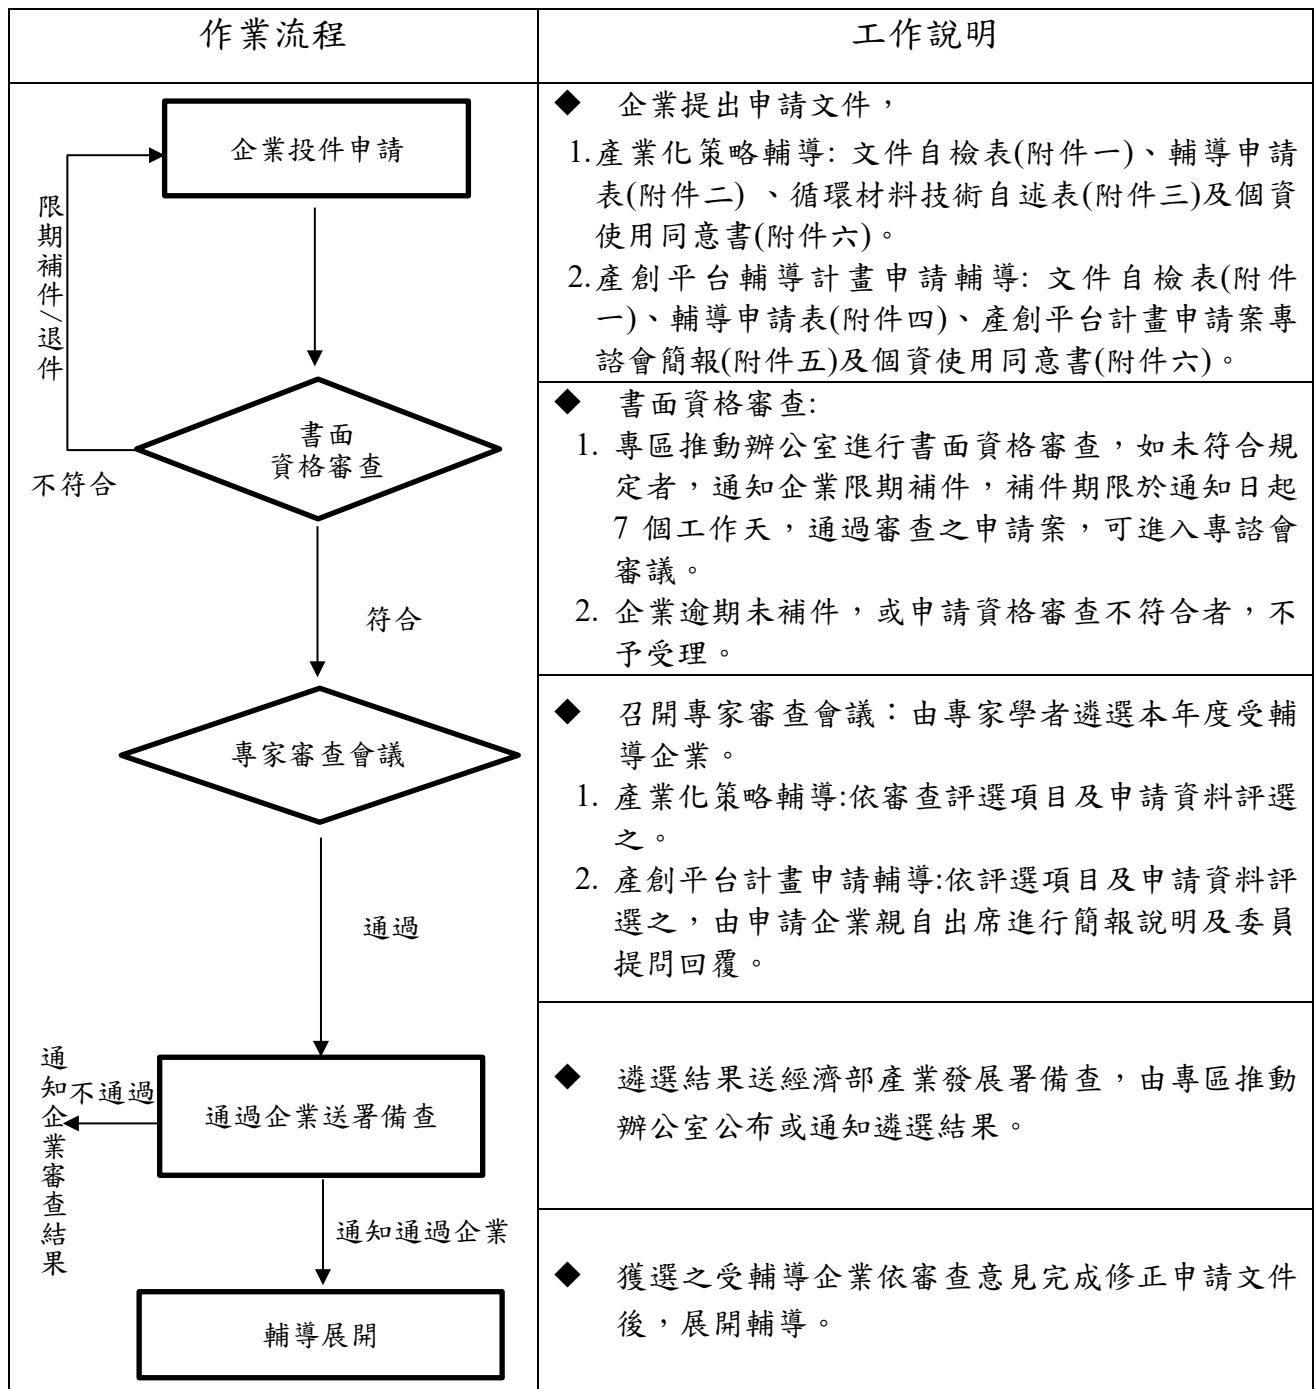 作業流程
工作說明
企業投件申請
限期補件/退件
書面
資格審查
不符合
符合
專家審查會議
通過
通知企業審查結果
不通過
通過企業送署備查
通知通過企業
輔導展開
◆ 企業提出申請文件，
1.產業化策略輔導: 文件自檢表(附件一)、輔導申請
表(附件二) 、循環材料技術自述表(附件三)及個資
使用同意書(附件六)。
2.產創平台輔導計畫申請輔導: 文件自檢表(附件
一)、輔導申請表(附件四)、產創平台計畫申請案專
諮會簡報(附件五)及個資使用同意書(附件六)。
◆ 書面資格審查:
1. 專區推動辦公室進行書面資格審查，如未符合規
定者，通知企業限期補件，補件期限於通知日起
7 個工作天，通過審查之申請案，可進入專諮會
審議。
2. 企業逾期未補件，或申請資格審查不符合者，不
予受理。
◆ 召開專家審查會議：由專家學者遴選本年度受輔
導企業。
1. 產業化策略輔導:依審查評選項目及申請資料評選
之。
2. 產創平台計畫申請輔導:依評選項目及申請資料評
選之，由申請企業親自出席進行簡報說明及委員
提問回覆。
◆ 遴選結果送經濟部產業發展署備查，由專區推動
辦公室公布或通知遴選結果。
◆ 獲選之受輔導企業依審查意見完成修正申請文件
後，展開輔導。